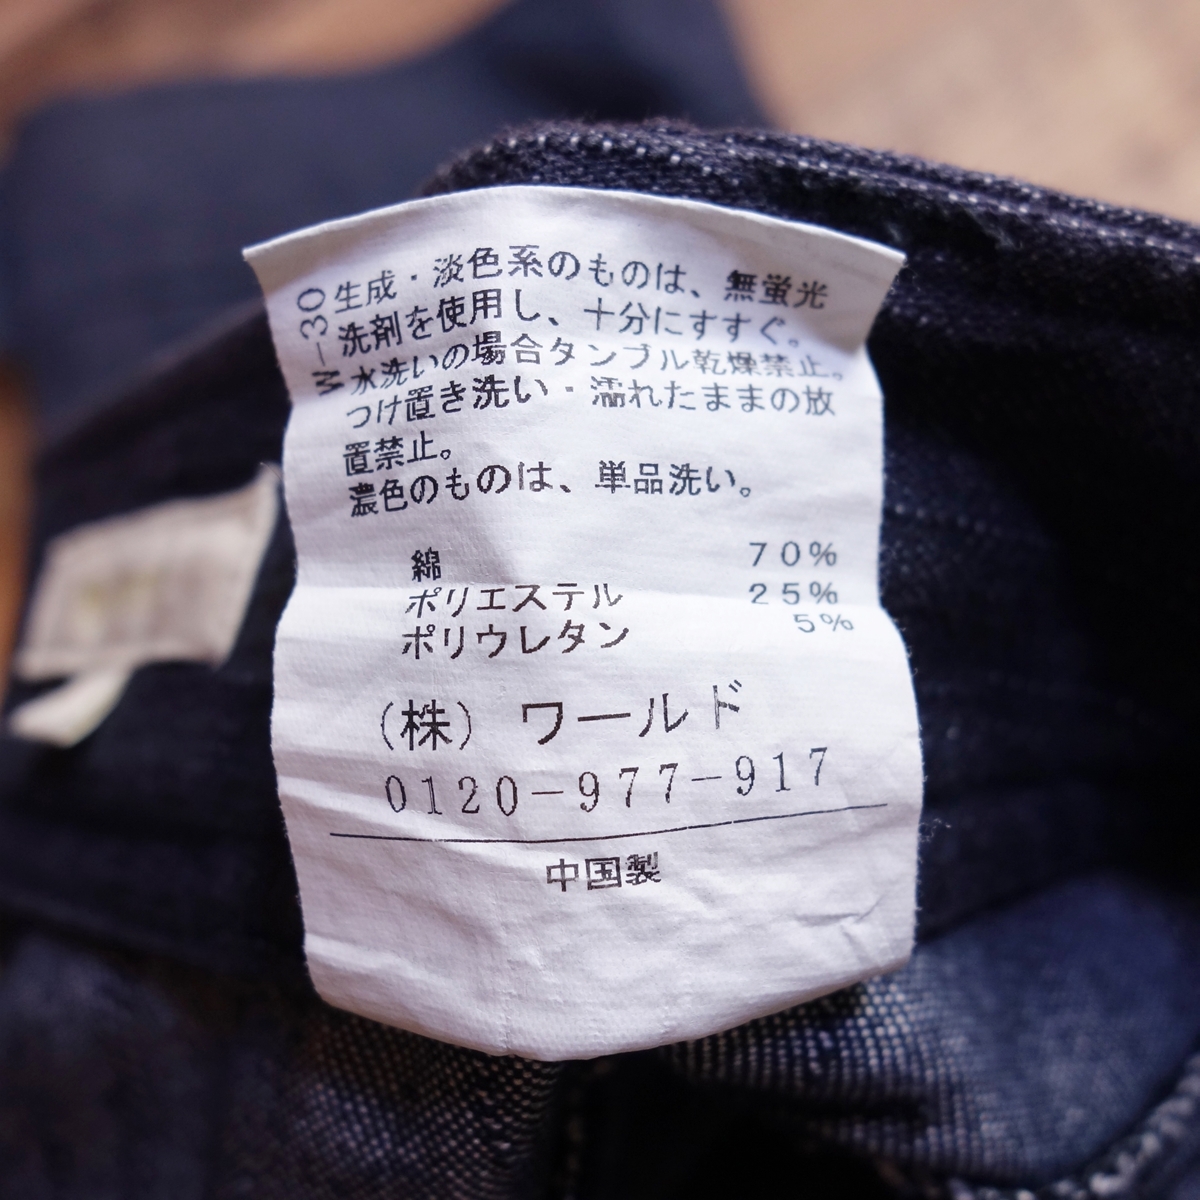 W-30
生成・淡色系のものは、無蛍光
洗剤を使用し、十分にすすぐ。
水洗いの場合タンブル乾燥禁止。
つけ置き洗い・濡れたままの放
置禁止。
濃色のものは、単品洗い。
綿 70%
ポリエステル 25%
ポリウレタン 5%
(株) ワールド
0120-977-917
中国製